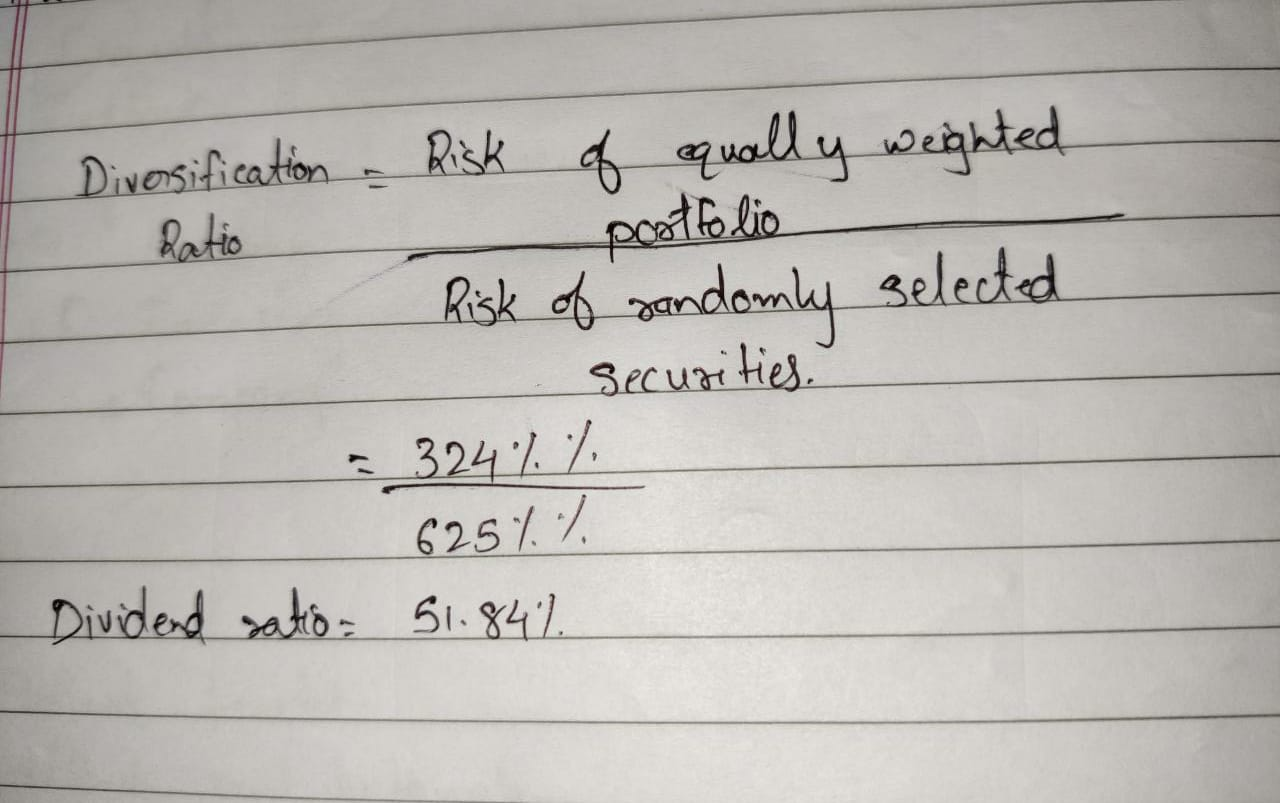 Diversification = Risk of equally weighted
Ratio portfolio
Risk of randomly selected
securities.
= 324%%
625%%
Dividend ratio = 51.84%